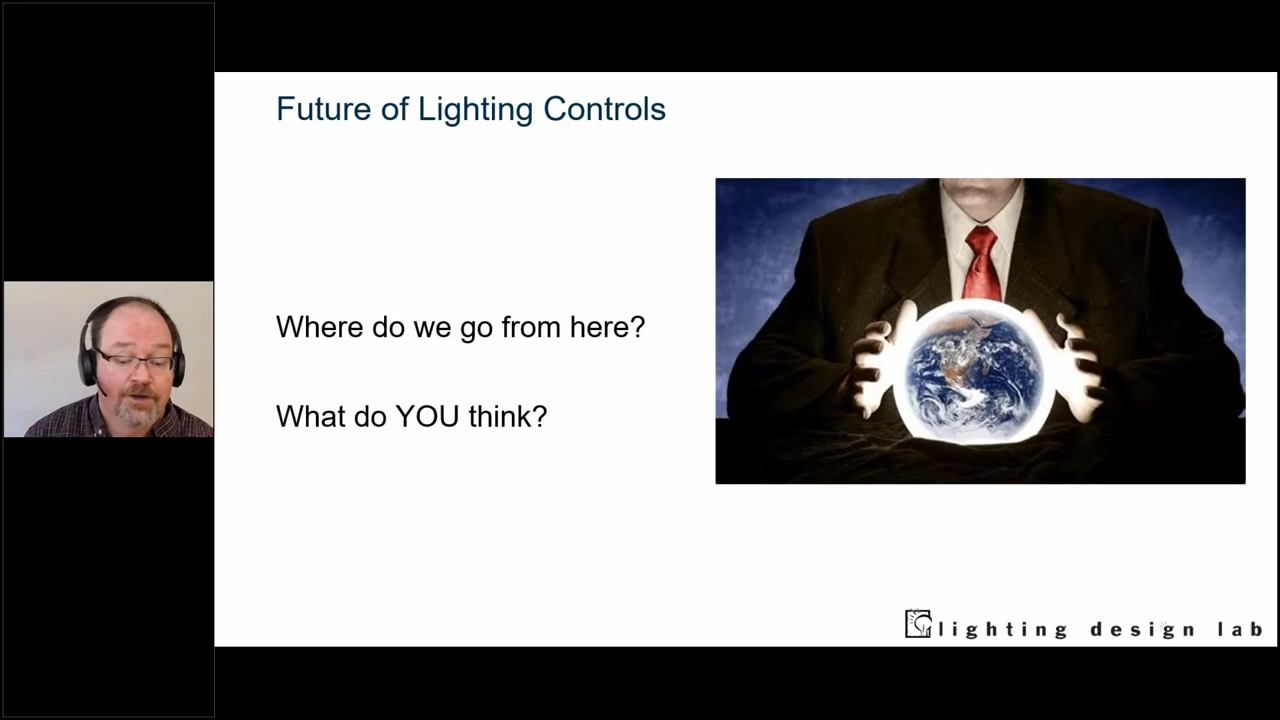 Future of Lighting Controls
Where do we go from here?
What do YOU think?
lighting design lab